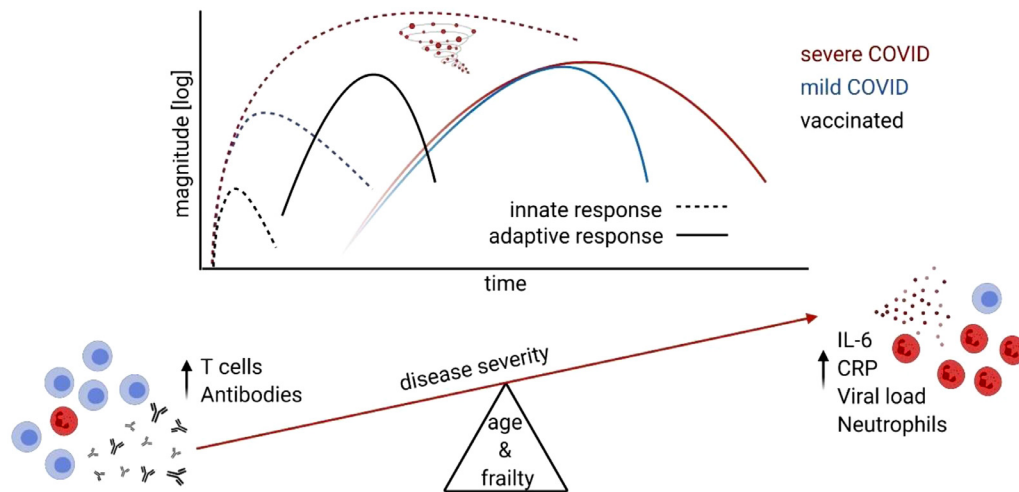 severe COVID
mild COVID
vaccinated
magnitude [log]
innate response
adaptive response
time
T cells
Antibodies
disease severity
age
&
frailty
IL-6
CRP
Viral load
Neutrophils